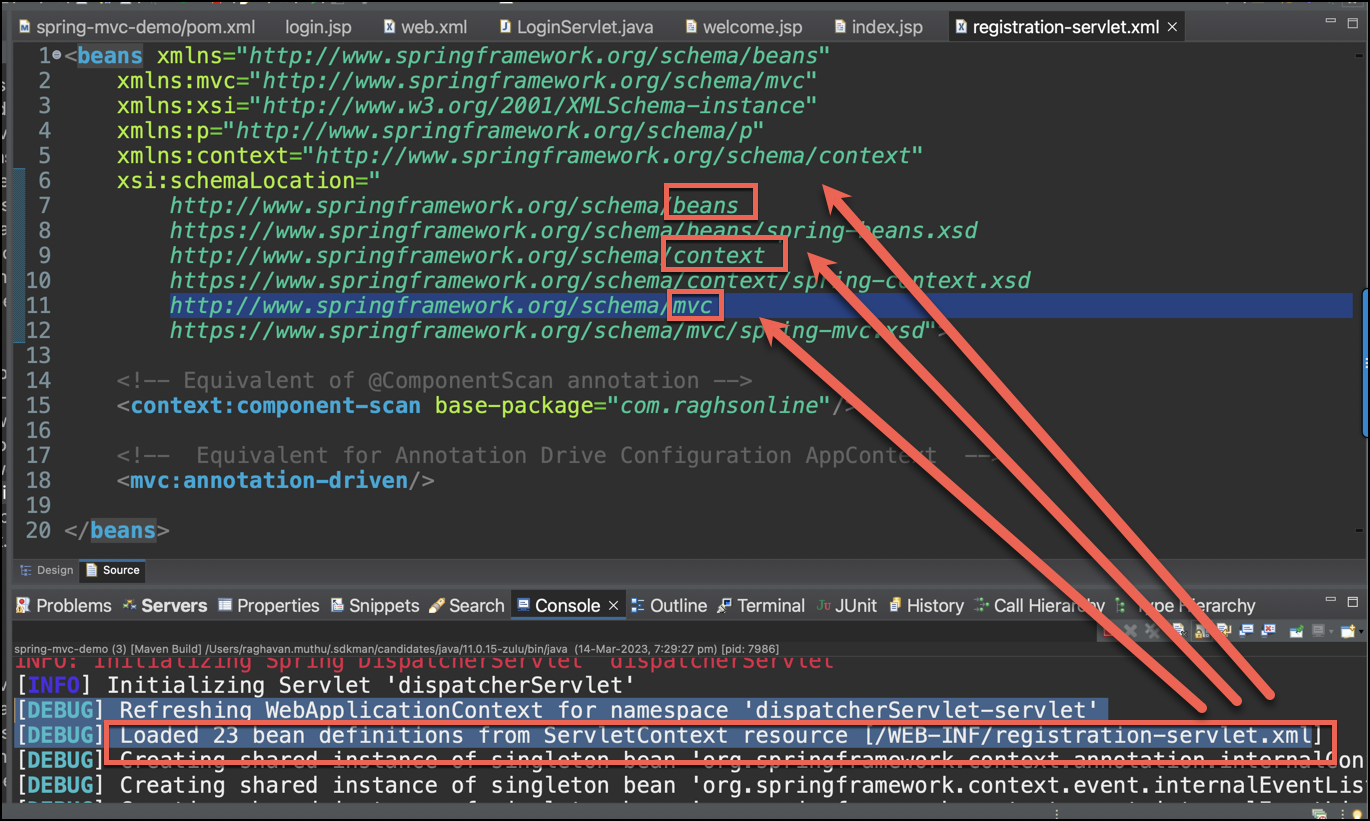 spring-mvc-demo/pom.xml login.jsp web.xml LoginServlet.java welcome.jsp index.jsp registration-servlet.xml
1 <beans xmlns="http://www.springframework.org/schema/beans"
2 xmlns:mvc="http://www.springframework.org/schema/mvc"
3 xmlns:xsi="http://www.w3.org/2001/XMLSchema-instance"
4 xmlns:p="http://www.springframework.org/schema/p"
5 xmlns:context="http://www.springframework.org/schema/context"
6 xsi:schemaLocation="
7 http://www.springframework.org/schema/beans
8 https://www.springframework.org/schema/beans/spring-beans.xsd
9 http://www.springframework.org/schema/context
10 https://www.springframework.org/schema/context/spring-context.xsd
11 http://www.springframework.org/schema/mvc
12 https://www.springframework.org/schema/mvc/spring-mvc.xsd">
13
14 <!-- Equivalent of @ComponentScan annotation -->
15 <context:component-scan base-package="com.raghsonline"/>
16
17 <!-- Equivalent for Annotation Drive Configuration AppContext -->
18 <mvc:annotation-driven/>
19
20 </beans>
Design Source
Problems Servers Properties Snippets Search Console Outline Terminal JUnit History Call Hierarchy Type Hierarchy
spring-mvc-demo (3) [Maven Build] /Users/raghavan.muthu/.sdkman/candidates/java/11.0.15-zulu/bin/java (14-Mar-2023, 7:29:27 pm) [pid: 7986]
INFO: Initializing Spring DispatcherServlet 'dispatcherServlet'
[INFO] Initializing Servlet 'dispatcherServlet'
[DEBUG] Refreshing WebApplicationContext for namespace 'dispatcherServlet-servlet'
[DEBUG] Loaded 23 bean definitions from ServletContext resource [/WEB-INF/registration-servlet.xml]
[DEBUG] Creating shared instance of singleton bean 'org.springframework.context.annotation.internalCon
[DEBUG] Creating shared instance of singleton bean 'org.springframework.context.event.internalEventLis